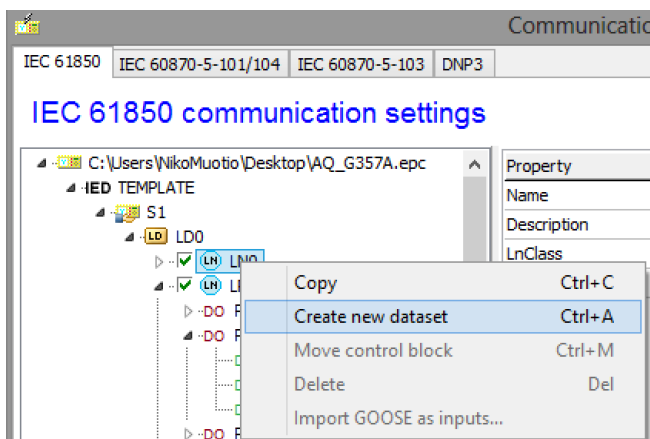 Communicatio
IEC 61850 IEC 60870-5-101/104 IEC 60870-5-103 DNP3
IEC 61850 communication settings
C:\Users\NikoMuotio\Desktop\AQ_G357A.epc
IED TEMPLATE
S1
LD LD0
LN LN0
LN
DO
DO
DO
Property
Name
Description
LnClass
Copy Ctrl+C
Create new dataset Ctrl+A
Move control block Ctrl+M
Delete Del
Import GOOSE as inputs...